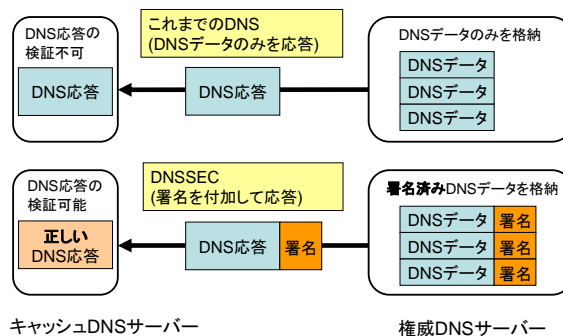 DNS応答の
検証不可
DNS応答
これまでのDNS
(DNSデータのみを応答)
DNS応答
DNSデータのみを格納
DNSデータ
DNSデータ
DNSデータ
DNS応答の
検証可能
正しい
DNS応答
DNSSEC
(署名を付加して応答)
DNS応答 署名
署名済みDNSデータを格納
DNSデータ 署名
DNSデータ 署名
DNSデータ 署名
キャッシュDNSサーバー
権威DNSサーバー